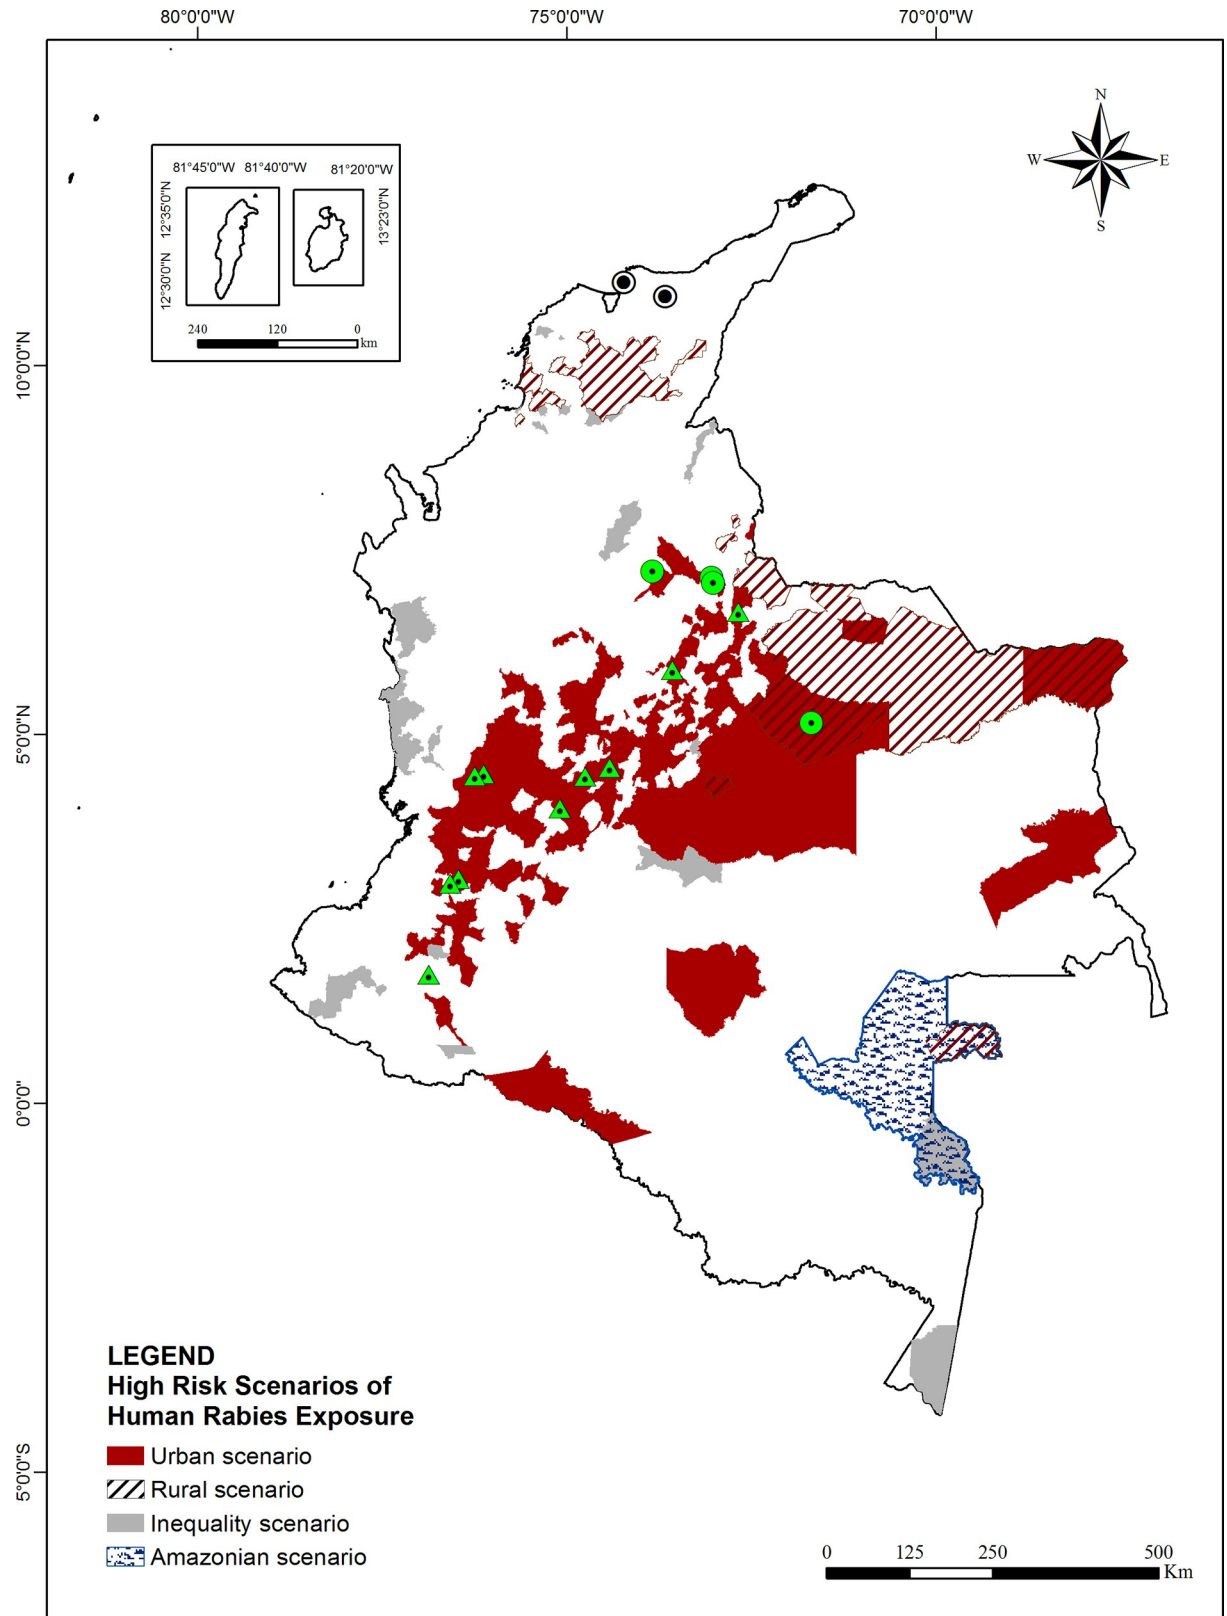 80°0'0"W 75°0'0"W 70°0'0"W
N
W E
S
81°45'0"W 81°40'0"W 81°20'0"W
12°35'0"N
12°30'0"N
13°23'0"N
240 120 0
km
10°0'0"N
5°0'0"N
0°0'0"
5°0'0"S
LEGEND
High Risk Scenarios of
Human Rabies Exposure
Urban scenario
Rural scenario
Inequality scenario
Amazonian scenario
0 125 250 500
Km